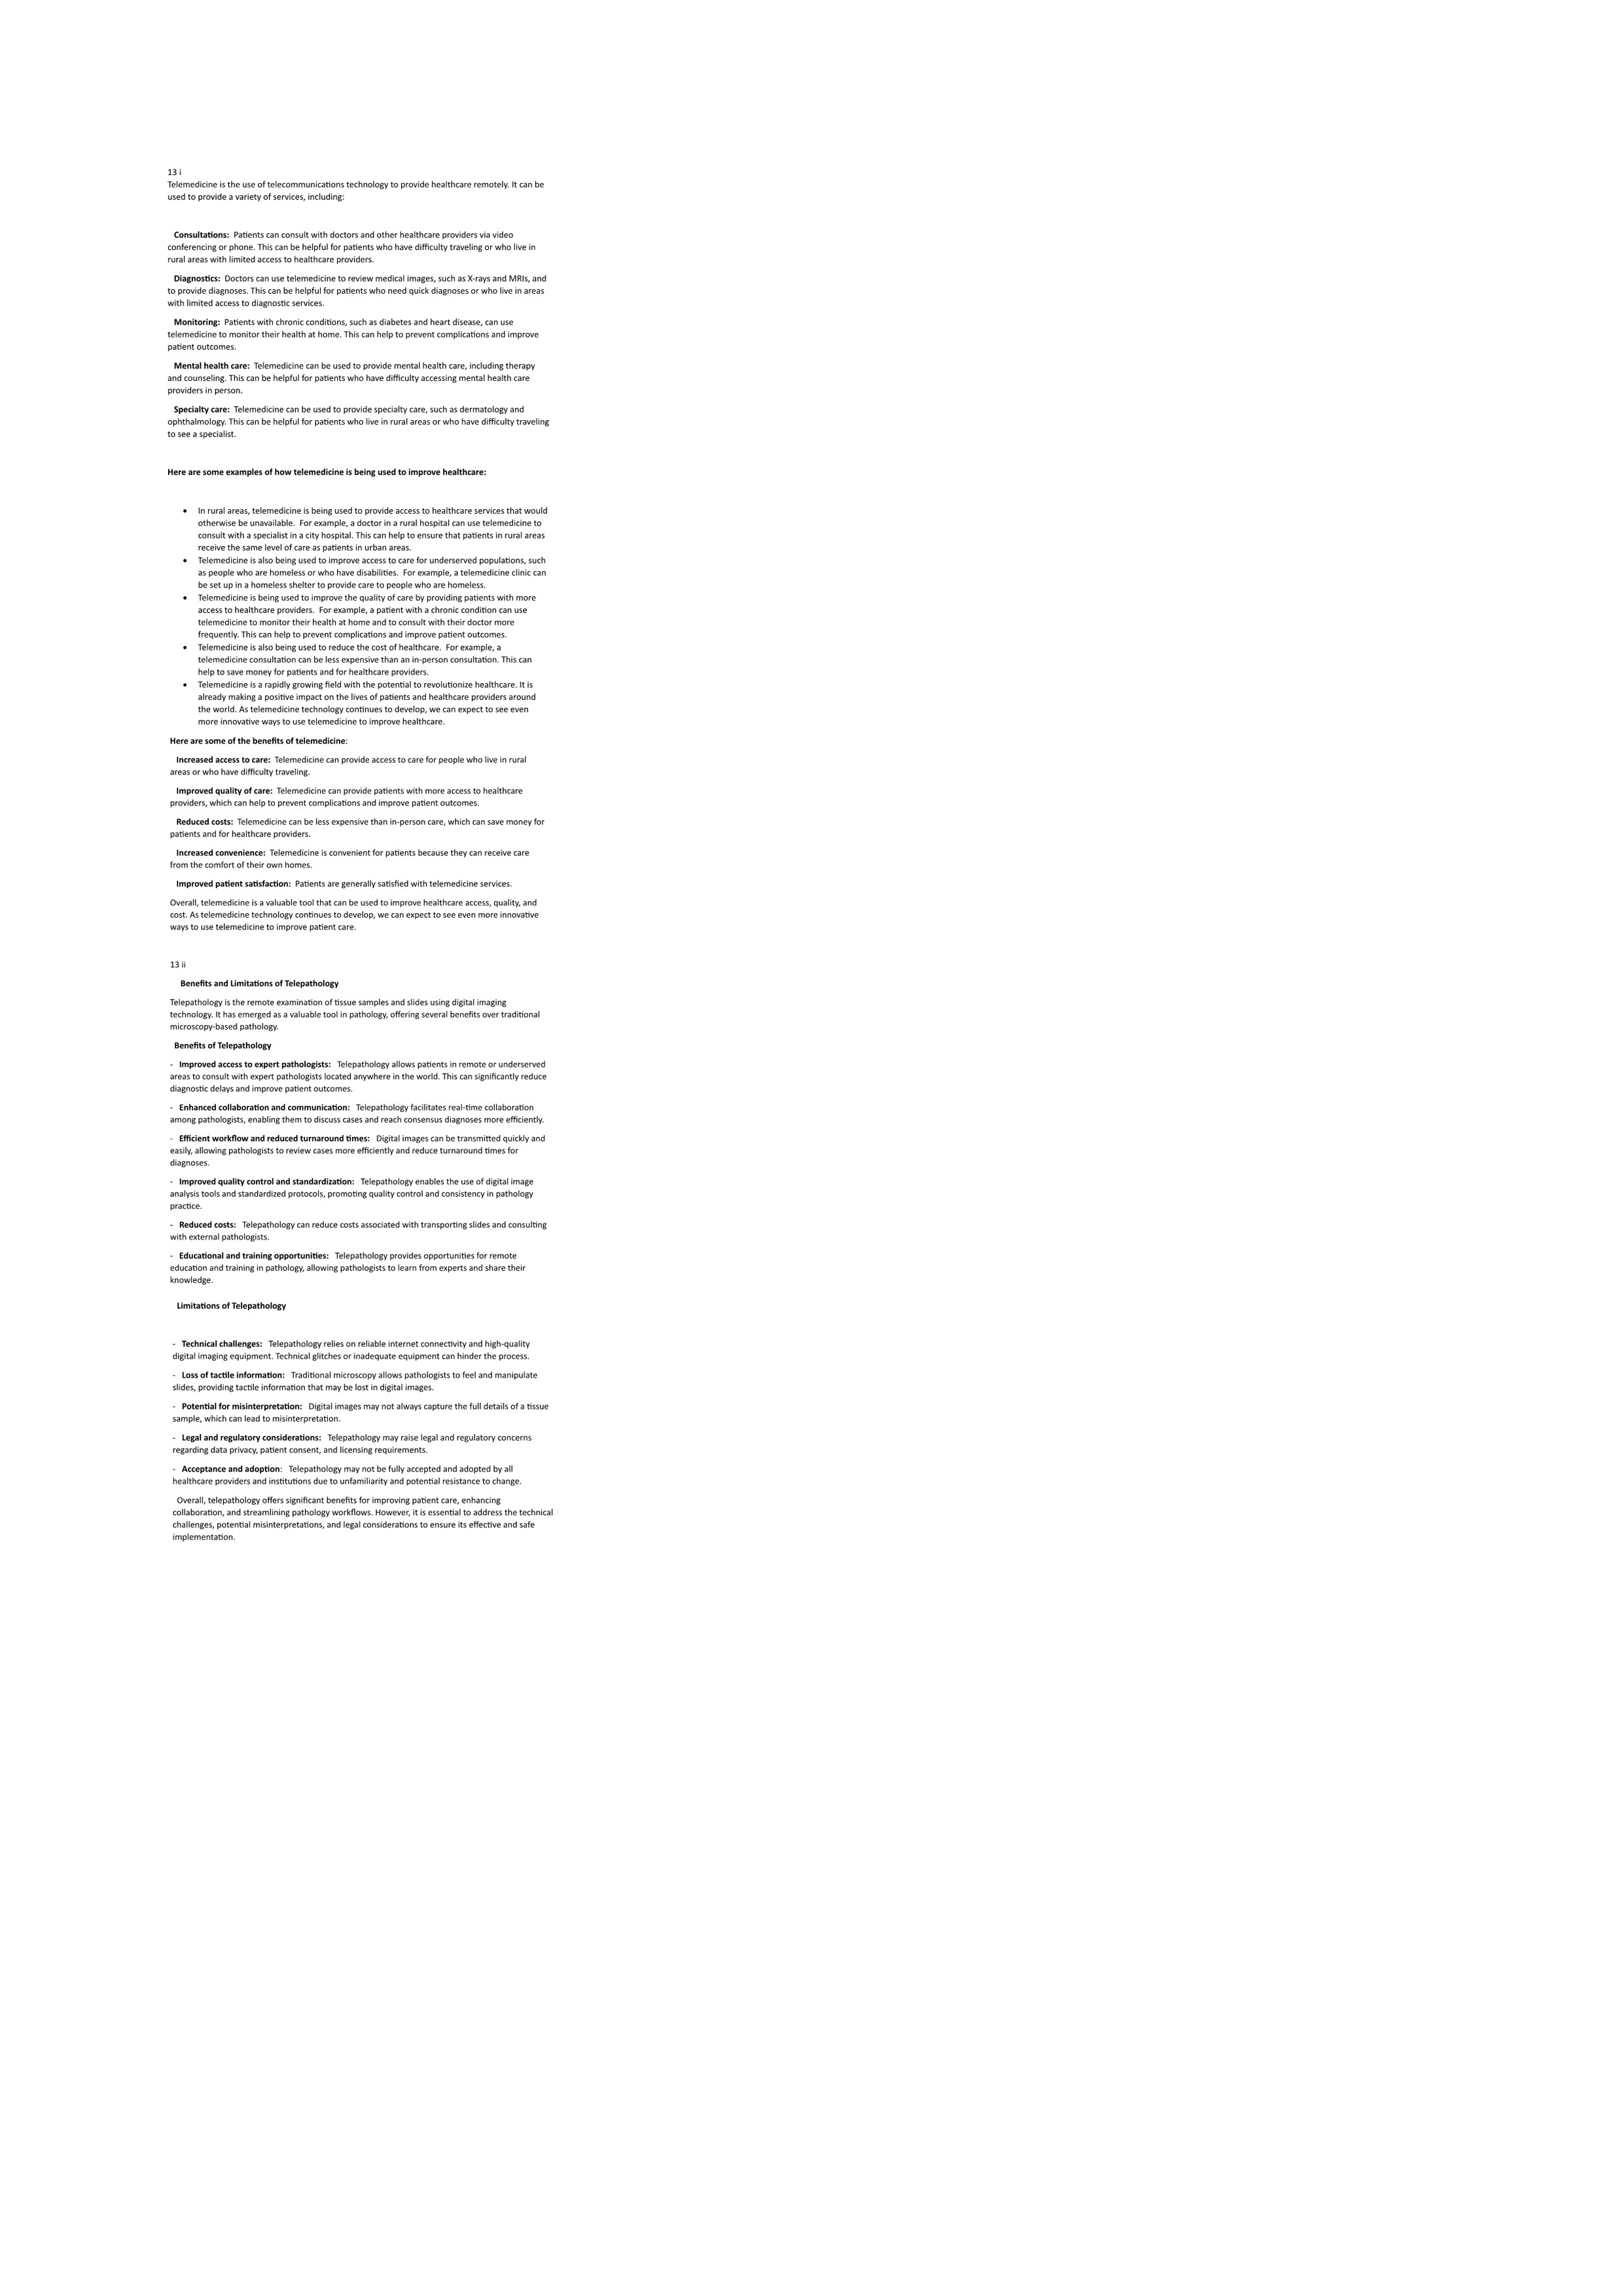 13 i
Telemedicine is the use of telecommunications technology to provide healthcare remotely. It can be
used to provide a variety of services, including:
Consultations: Patients can consult with doctors and other healthcare providers via video
conferencing or phone. This can be helpful for patients who have difficulty traveling or who live in
rural areas with limited access to healthcare providers.
Diagnostics: Doctors can use telemedicine to review medical images, such as X-rays and MRIs, and
to provide diagnoses. This can be helpful for patients who need quick diagnoses or who live in areas
with limited access to diagnostic services.
Monitoring: Patients with chronic conditions, such as diabetes and heart disease, can use
telemedicine to monitor their health at home. This can help to prevent complications and improve
patient outcomes.
Mental health care: Telemedicine can be used to provide mental health care, including therapy
and counseling. This can be helpful for patients who have difficulty accessing mental health care
providers in person.
Specialty care: Telemedicine can be used to provide specialty care, such as dermatology and
ophthalmology. This can be helpful for patients who live in rural areas or who have difficulty traveling
to see a specialist.
Here are some examples of how telemedicine is being used to improve healthcare:
• In rural areas, telemedicine is being used to provide access to healthcare services that would
otherwise be unavailable. For example, a doctor in a rural hospital can use telemedicine to
consult with a specialist in a city hospital. This can help to ensure that patients in rural areas
receive the same level of care as patients in urban areas.
• Telemedicine is also being used to improve access to care for underserved populations, such
as people who are homeless or who have disabilities. For example, a telemedicine clinic can
be set up in a homeless shelter to provide care to people who are homeless.
• Telemedicine is being used to improve the quality of care by providing patients with more
access to healthcare providers. For example, a patient with a chronic condition can use
telemedicine to monitor their health at home and to consult with their doctor more
frequently. This can help to prevent complications and improve patient outcomes.
• Telemedicine is also being used to reduce the cost of healthcare. For example, a
telemedicine consultation can be less expensive than an in-person consultation. This can
help to save money for patients and for healthcare providers.
• Telemedicine is a rapidly growing field with the potential to revolutionize healthcare. It is
already making a positive impact on the lives of patients and healthcare providers around
the world. As telemedicine technology continues to develop, we can expect to see even
more innovative ways to use telemedicine to improve healthcare.
Here are some of the benefits of telemedicine:
Increased access to care: Telemedicine can provide access to care for people who live in rural
areas or who have difficulty traveling.
Improved quality of care: Telemedicine can provide patients with more access to healthcare
providers, which can help to prevent complications and improve patient outcomes.
Reduced costs: Telemedicine can be less expensive than in-person care, which can save money for
patients and for healthcare providers.
Increased convenience: Telemedicine is convenient for patients because they can receive care
from the comfort of their own homes.
Improved patient satisfaction: Patients are generally satisfied with telemedicine services.
Overall, telemedicine is a valuable tool that can be used to improve healthcare access, quality, and
cost. As telemedicine technology continues to develop, we can expect to see even more innovative
ways to use telemedicine to improve patient care.
13 ii
Benefits and Limitations of Telepathology
Telepathology is the remote examination of tissue samples and slides using digital imaging
technology. It has emerged as a valuable tool in pathology, offering several benefits over traditional
microscopy-based pathology.
Benefits of Telepathology
- Improved access to expert pathologists: Telepathology allows patients in remote or underserved
areas to consult with expert pathologists located anywhere in the world. This can significantly reduce
diagnostic delays and improve patient outcomes.
- Enhanced collaboration and communication: Telepathology facilitates real-time collaboration
among pathologists, enabling them to discuss cases and reach consensus diagnoses more efficiently.
- Efficient workflow and reduced turnaround times: Digital images can be transmitted quickly and
easily, allowing pathologists to review cases more efficiently and reduce turnaround times for
diagnoses.
- Improved quality control and standardization: Telepathology enables the use of digital image
analysis tools and standardized protocols, promoting quality control and consistency in pathology
practice.
- Reduced costs: Telepathology can reduce costs associated with transporting slides and consulting
with external pathologists.
- Educational and training opportunities: Telepathology provides opportunities for remote
education and training in pathology, allowing pathologists to learn from experts and share their
knowledge.
Limitations of Telepathology
- Technical challenges: Telepathology relies on reliable internet connectivity and high-quality
digital imaging equipment. Technical glitches or inadequate equipment can hinder the process.
- Loss of tactile information: Traditional microscopy allows pathologists to feel and manipulate
slides, providing tactile information that may be lost in digital images.
- Potential for misinterpretation: Digital images may not always capture the full details of a tissue
sample, which can lead to misinterpretation.
- Legal and regulatory considerations: Telepathology may raise legal and regulatory concerns
regarding data privacy, patient consent, and licensing requirements.
- Acceptance and adoption: Telepathology may not be fully accepted and adopted by all
healthcare providers and institutions due to unfamiliarity and potential resistance to change.
Overall, telepathology offers significant benefits for improving patient care, enhancing
collaboration, and streamlining pathology workflows. However, it is essential to address the technical
challenges, potential misinterpretations, and legal considerations to ensure its effective and safe
implementation.